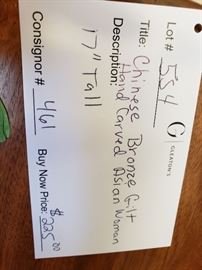 Lot # 554
G
GLEATON'S
Title: Chinese Bronze Gilt
Hand Carved Asian Woman
Description:
17" Tall
Consignor # 461
Buy Now Price: $225.00